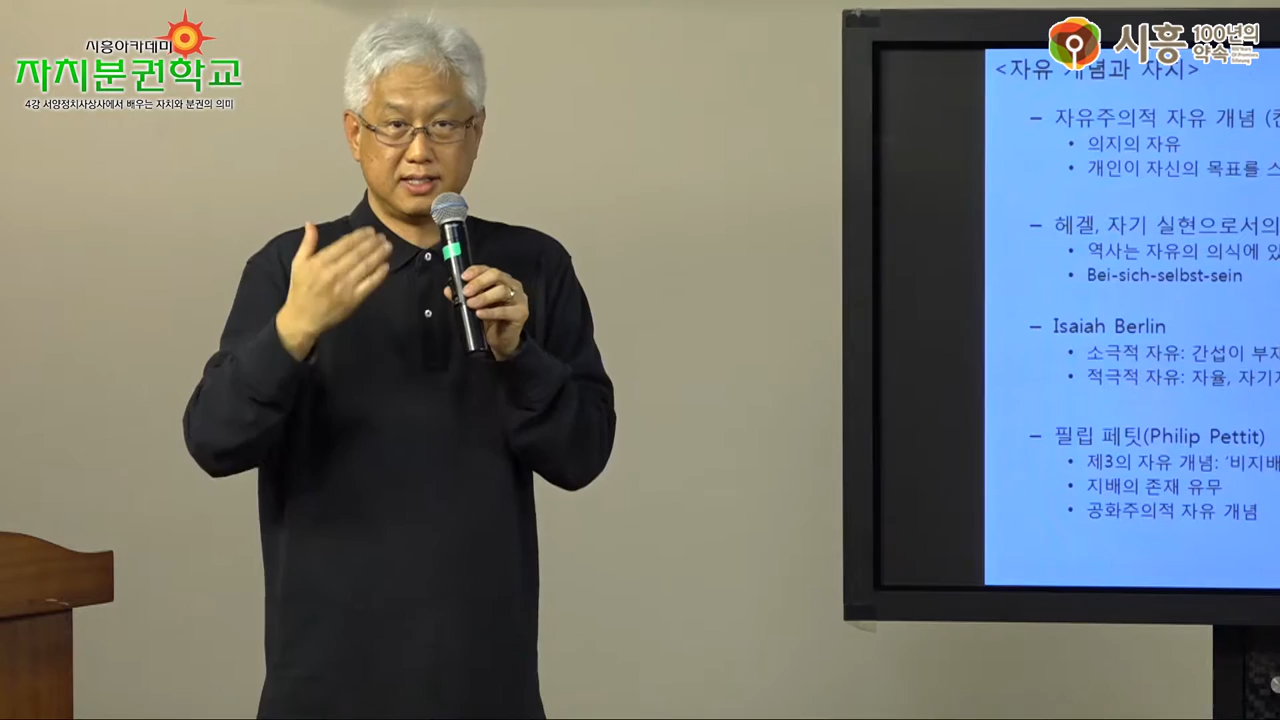 시흥아카데미
자치분권학교
4강 서양정치사상사에서 배우는 자치와 분권의 의미
시흥 100년의 약속
<자유 개념과 자치>
– 자유주의적 자유 개념
• 의지의 자유
• 개인이 자신의 목표를 스
– 헤겔, 자기 실현으로서의
• 역사는 자유의 의식에 있
• Bei-sich-selbst-sein
– Isaiah Berlin
• 소극적 자유: 간섭이 부재
• 적극적 자유: 자율, 자기
– 필립 페팃(Philip Pettit)
• 제3의 자유 개념: ‘비지배
• 지배의 존재 유무
• 공화주의적 자유 개념